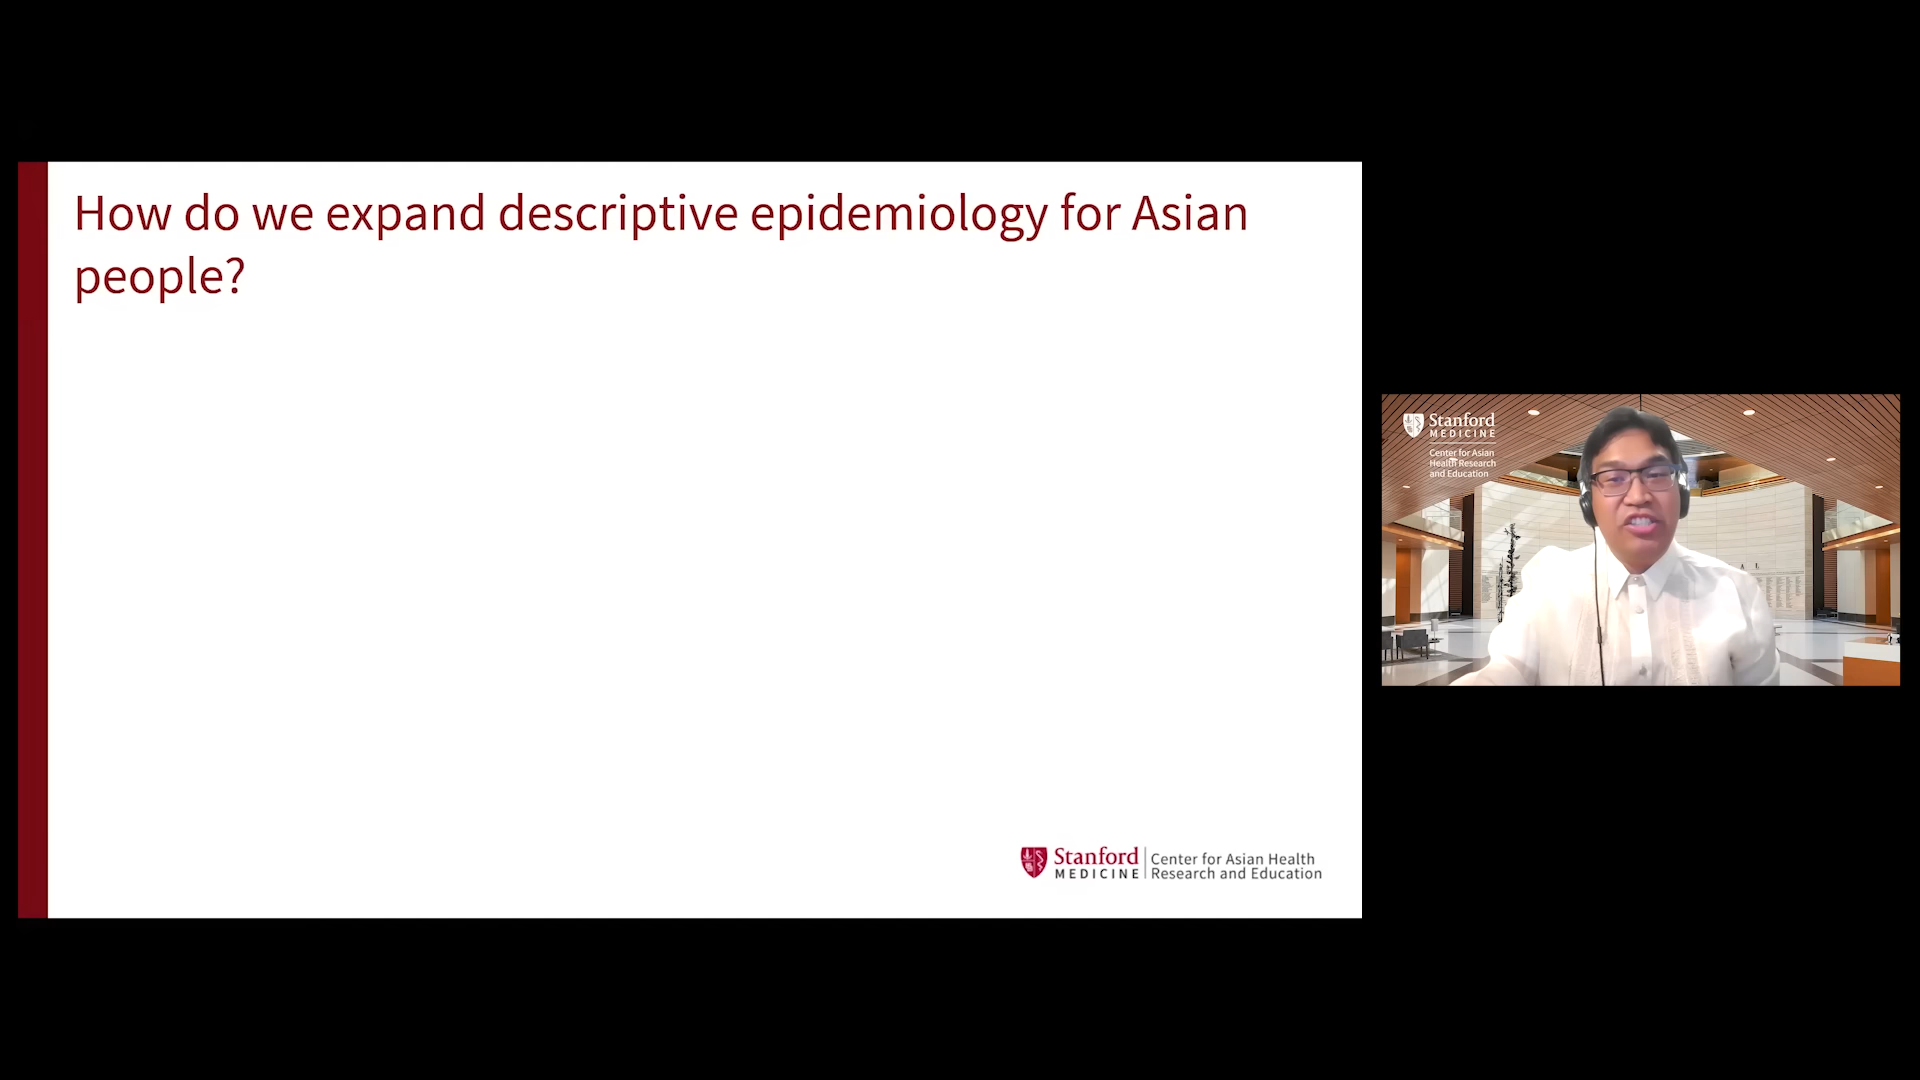 How do we expand descriptive epidemiology for Asian
people?
Stanford
MEDICINE
Center for Asian Health
Research and Education
Stanford
MEDICINE
Center for Asian
Health Research
and Education